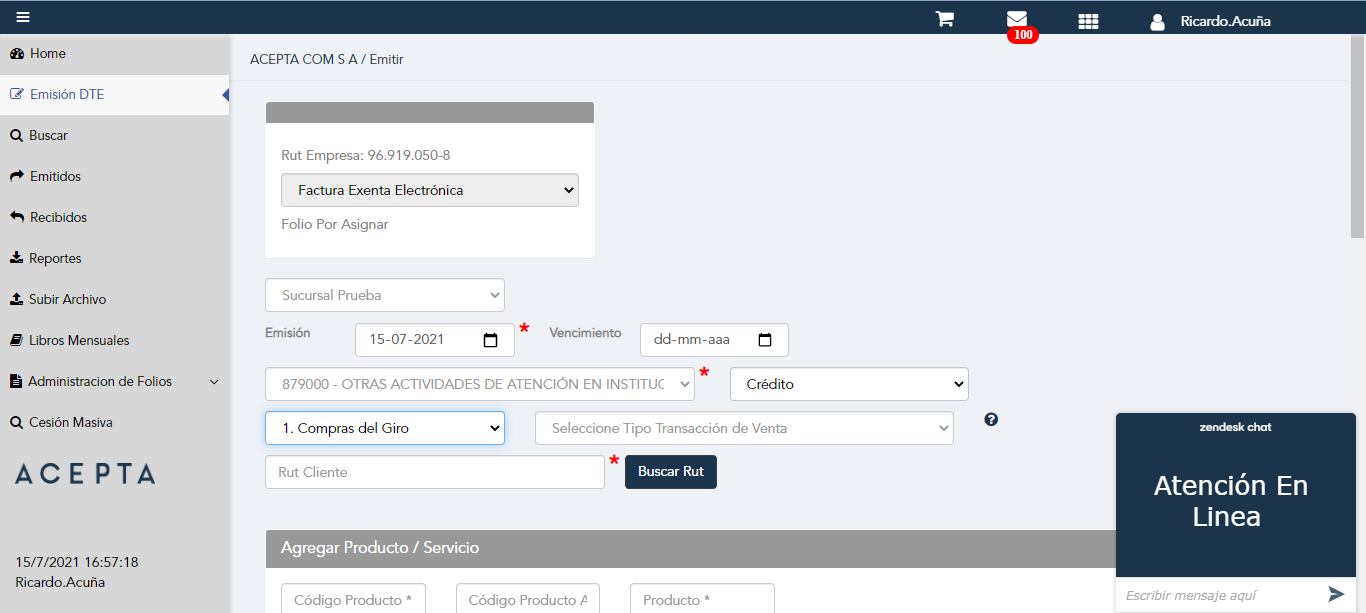 100 Ricardo.Acuña
Home
Emisión DTE
Buscar
Emitidos
Recibidos
Reportes
Subir Archivo
Libros Mensuales
Administracion de Folios
Cesión Masiva
ACEPTA
15/7/2021 16:57:18
Ricardo.Acuña
ACEPTA COM S A / Emitir
Rut Empresa: 96.919.050-8
Factura Exenta Electrónica
Folio Por Asignar
Sucursal Prueba
Emisión 15-07-2021 * Vencimiento dd-mm-aaa
879000 - OTRAS ACTIVIDADES DE ATENCIÓN EN INSTITUC * Crédito
1. Compras del Giro Seleccione Tipo Transacción de Venta ?
Rut Cliente * Buscar Rut
Agregar Producto / Servicio
Código Producto * Código Producto A Producto *
zendesk chat
Atención En
Linea
Escribir mensaje aquí